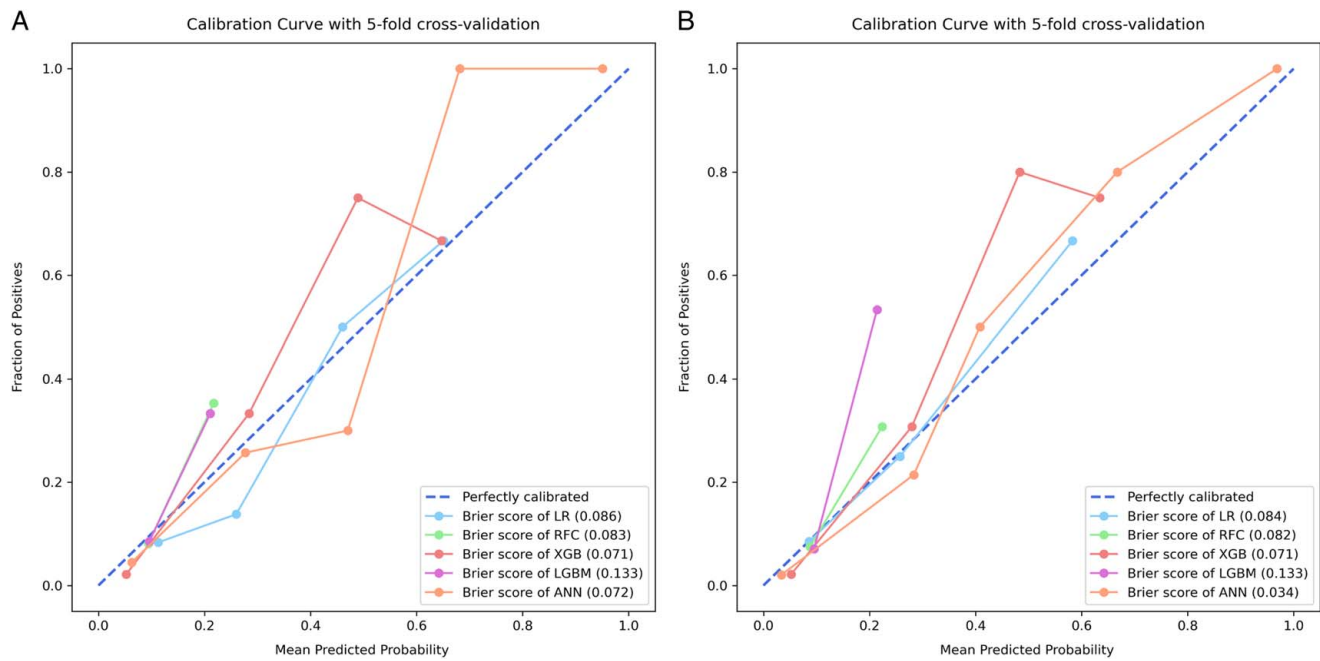 A
Calibration Curve with 5-fold cross-validation
1.0
0.8
0.6
0.4
0.2
0.0
Fraction of Positives
0.0 0.2 0.4 0.6 0.8 1.0
Mean Predicted Probability
Perfectly calibrated
Brier score of LR (0.086)
Brier score of RFC (0.083)
Brier score of XGB (0.071)
Brier score of LGBM (0.133)
Brier score of ANN (0.072)
B
Calibration Curve with 5-fold cross-validation
1.0
0.8
0.6
0.4
0.2
0.0
Fraction of Positives
0.0 0.2 0.4 0.6 0.8 1.0
Mean Predicted Probability
Perfectly calibrated
Brier score of LR (0.084)
Brier score of RFC (0.082)
Brier score of XGB (0.071)
Brier score of LGBM (0.133)
Brier score of ANN (0.034)